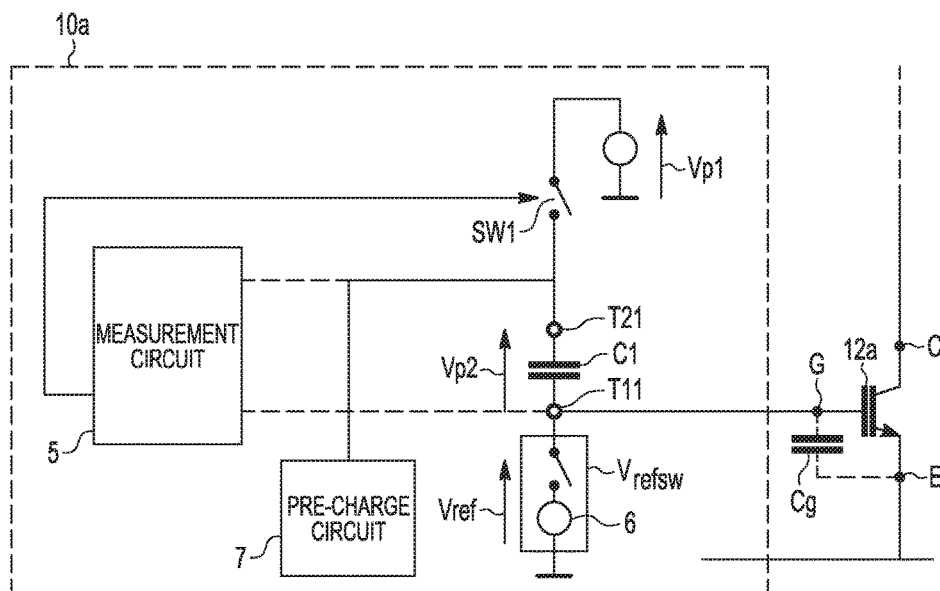 10a
Vp1
SW1
MEASUREMENT
CIRCUIT
T21
Vp2
C1
12a
C
G
T11
5
Vrefsw
Cg
E
Vref
6
PRE-CHARGE
CIRCUIT
7